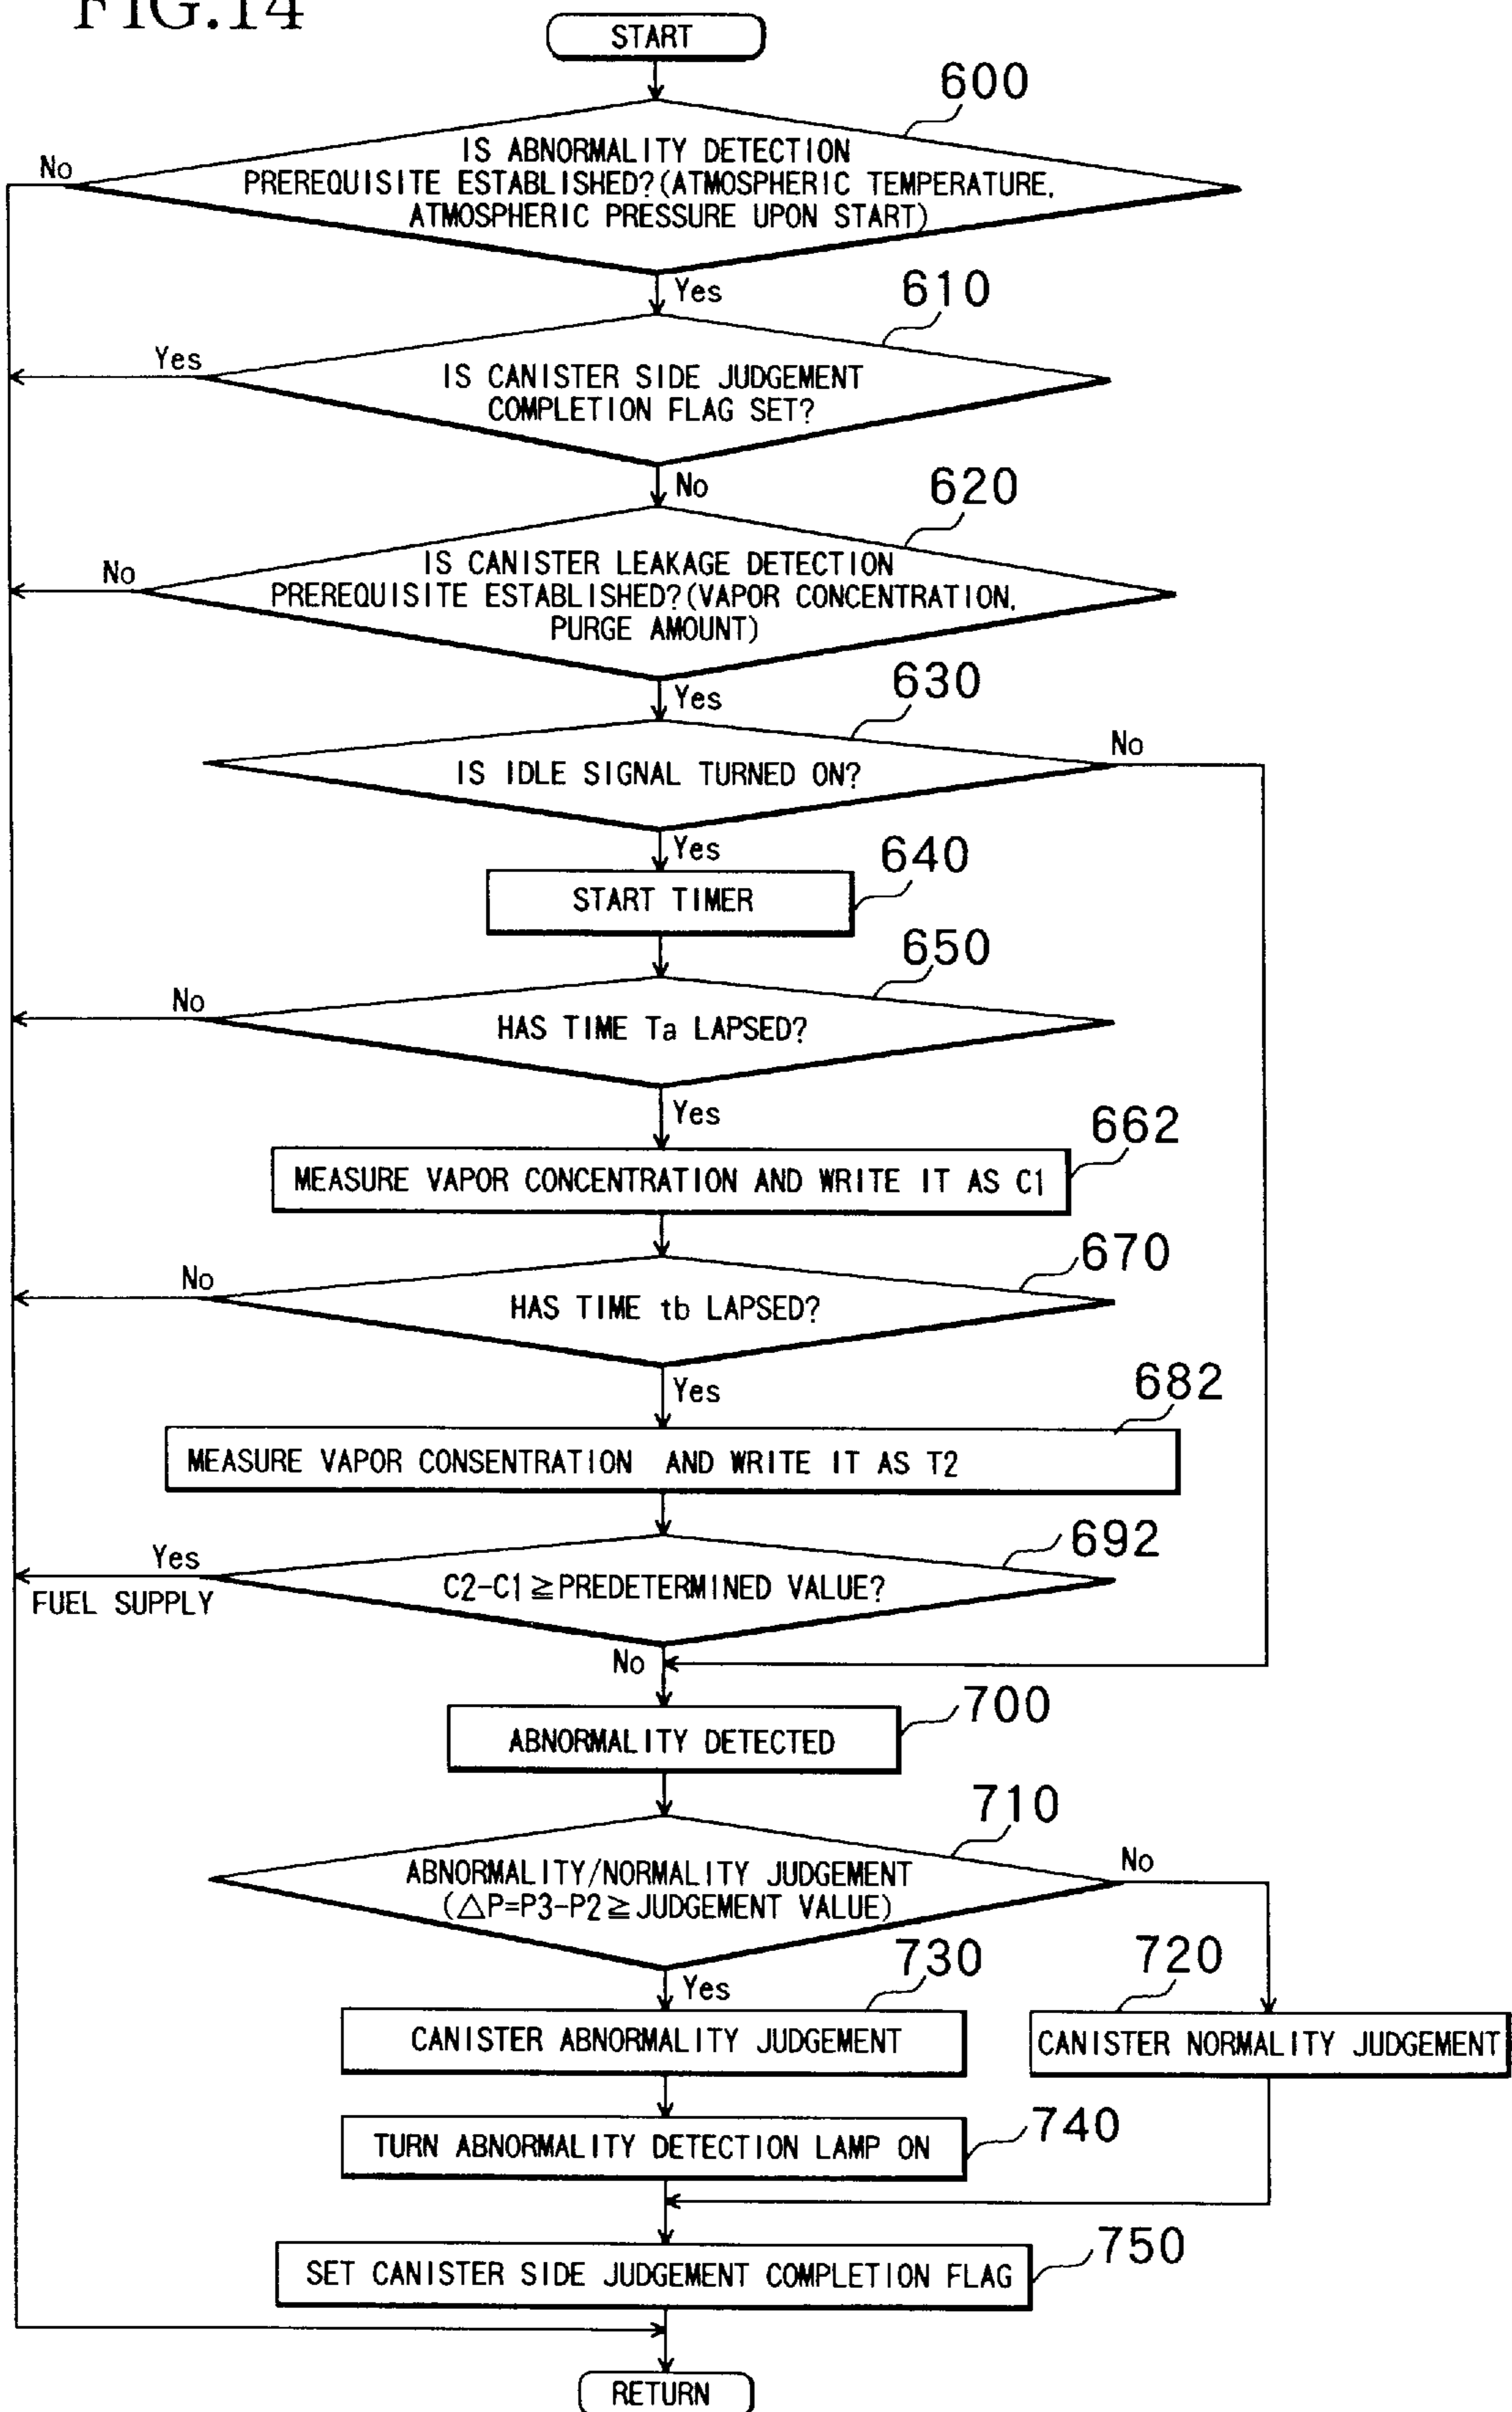 FIG.14
START
600
IS ABNORMALITY DETECTION
PREREQUISITE ESTABLISHED?(ATMOSPHERIC TEMPERATURE,
ATMOSPHERIC PRESSURE UPON START)
No
Yes
610
IS CANISTER SIDE JUDGEMENT
COMPLETION FLAG SET?
Yes
No
620
IS CANISTER LEAKAGE DETECTION
PREREQUISITE ESTABLISHED?(VAPOR CONCENTRATION,
PURGE AMOUNT)
No
Yes
630
IS IDLE SIGNAL TURNED ON?
No
Yes
640
START TIMER
650
HAS TIME Ta LAPSED?
No
Yes
662
MEASURE VAPOR CONCENTRATION AND WRITE IT AS C1
670
HAS TIME tb LAPSED?
No
Yes
682
MEASURE VAPOR CONSENTRATION AND WRITE IT AS T2
692
C2-C1≧PREDETERMINED VALUE?
Yes
FUEL SUPPLY
No
700
ABNORMALITY DETECTED
710
ABNORMALITY/NORMALITY JUDGEMENT
(△P=P3-P2≧JUDGEMENT VALUE)
No
Yes
730
CANISTER ABNORMALITY JUDGEMENT
720
CANISTER NORMALITY JUDGEMENT
740
TURN ABNORMALITY DETECTION LAMP ON
750
SET CANISTER SIDE JUDGEMENT COMPLETION FLAG
RETURN